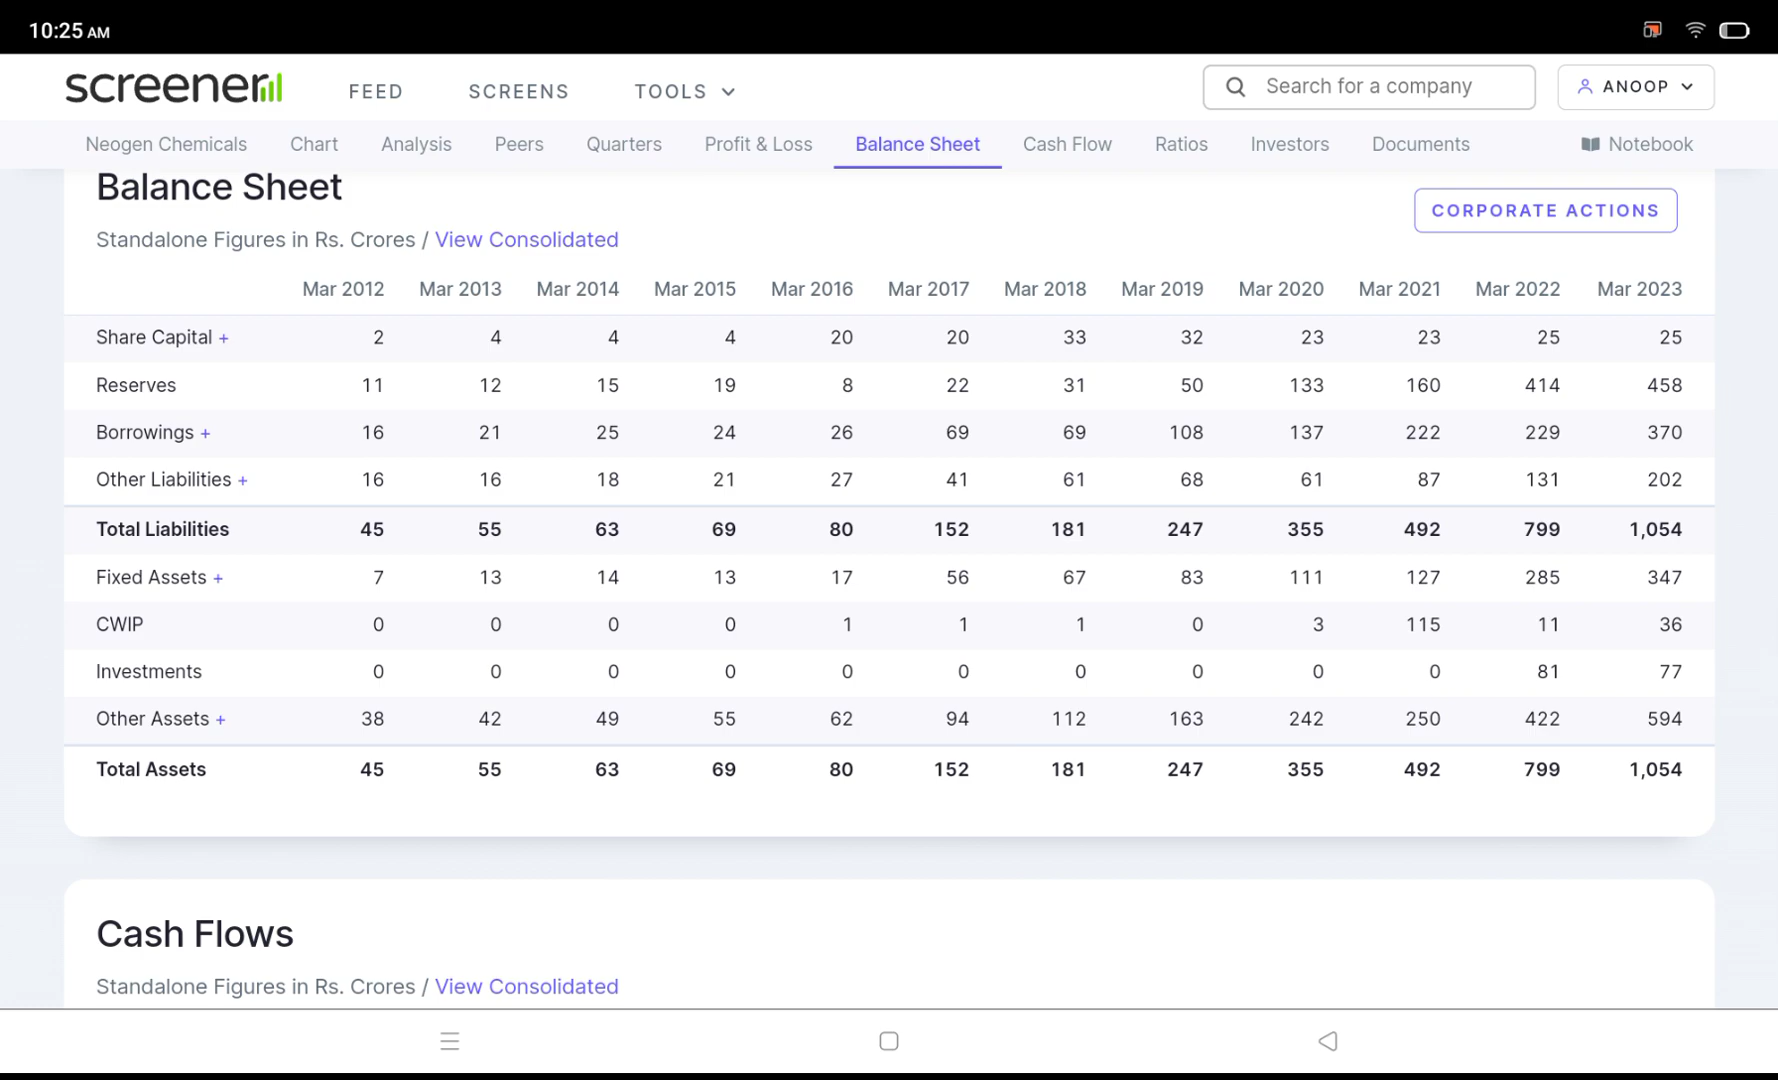 10:25 AM
screener
FEED SCREENS TOOLS
Search for a company
ANOOP
Neogen Chemicals Chart Analysis Peers Quarters Profit & Loss Balance Sheet Cash Flow Ratios Investors Documents Notebook
Balance Sheet
CORPORATE ACTIONS
Standalone Figures in Rs. Crores / View Consolidated
Mar 2012 Mar 2013 Mar 2014 Mar 2015 Mar 2016 Mar 2017 Mar 2018 Mar 2019 Mar 2020 Mar 2021 Mar 2022 Mar 2023
Share Capital + 2 4 4 4 20 20 33 32 23 23 25 25
Reserves 11 12 15 19 8 22 31 50 133 160 414 458
Borrowings + 16 21 25 24 26 69 69 108 137 222 229 370
Other Liabilities + 16 16 18 21 27 41 61 68 61 87 131 202
Total Liabilities 45 55 63 69 80 152 181 247 355 492 799 1,054
Fixed Assets + 7 13 14 13 17 56 67 83 111 127 285 347
CWIP 0 0 0 0 1 1 1 0 3 115 11 36
Investments 0 0 0 0 0 0 0 0 0 0 81 77
Other Assets + 38 42 49 55 62 94 112 163 242 250 422 594
Total Assets 45 55 63 69 80 152 181 247 355 492 799 1,054
Cash Flows
Standalone Figures in Rs. Crores / View Consolidated